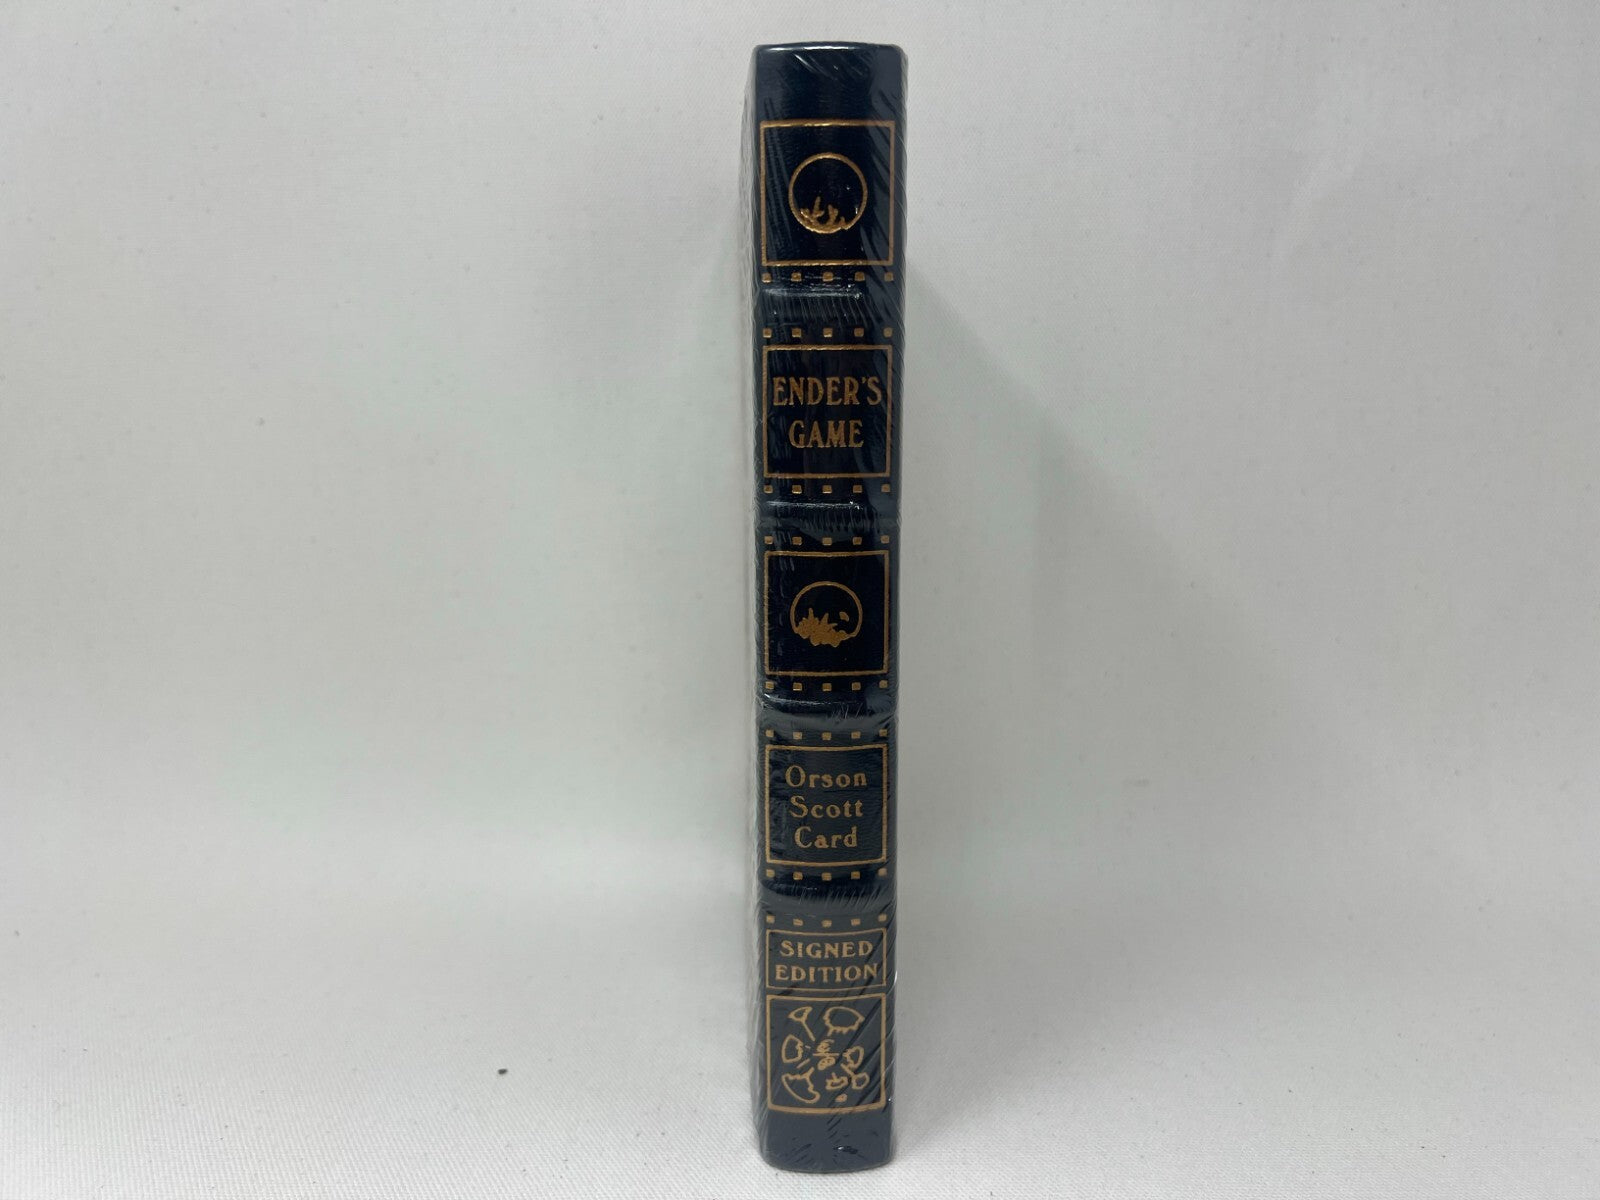 ENDER'S
GAME
Orson
Scott
Card
SIGNED
EDITION